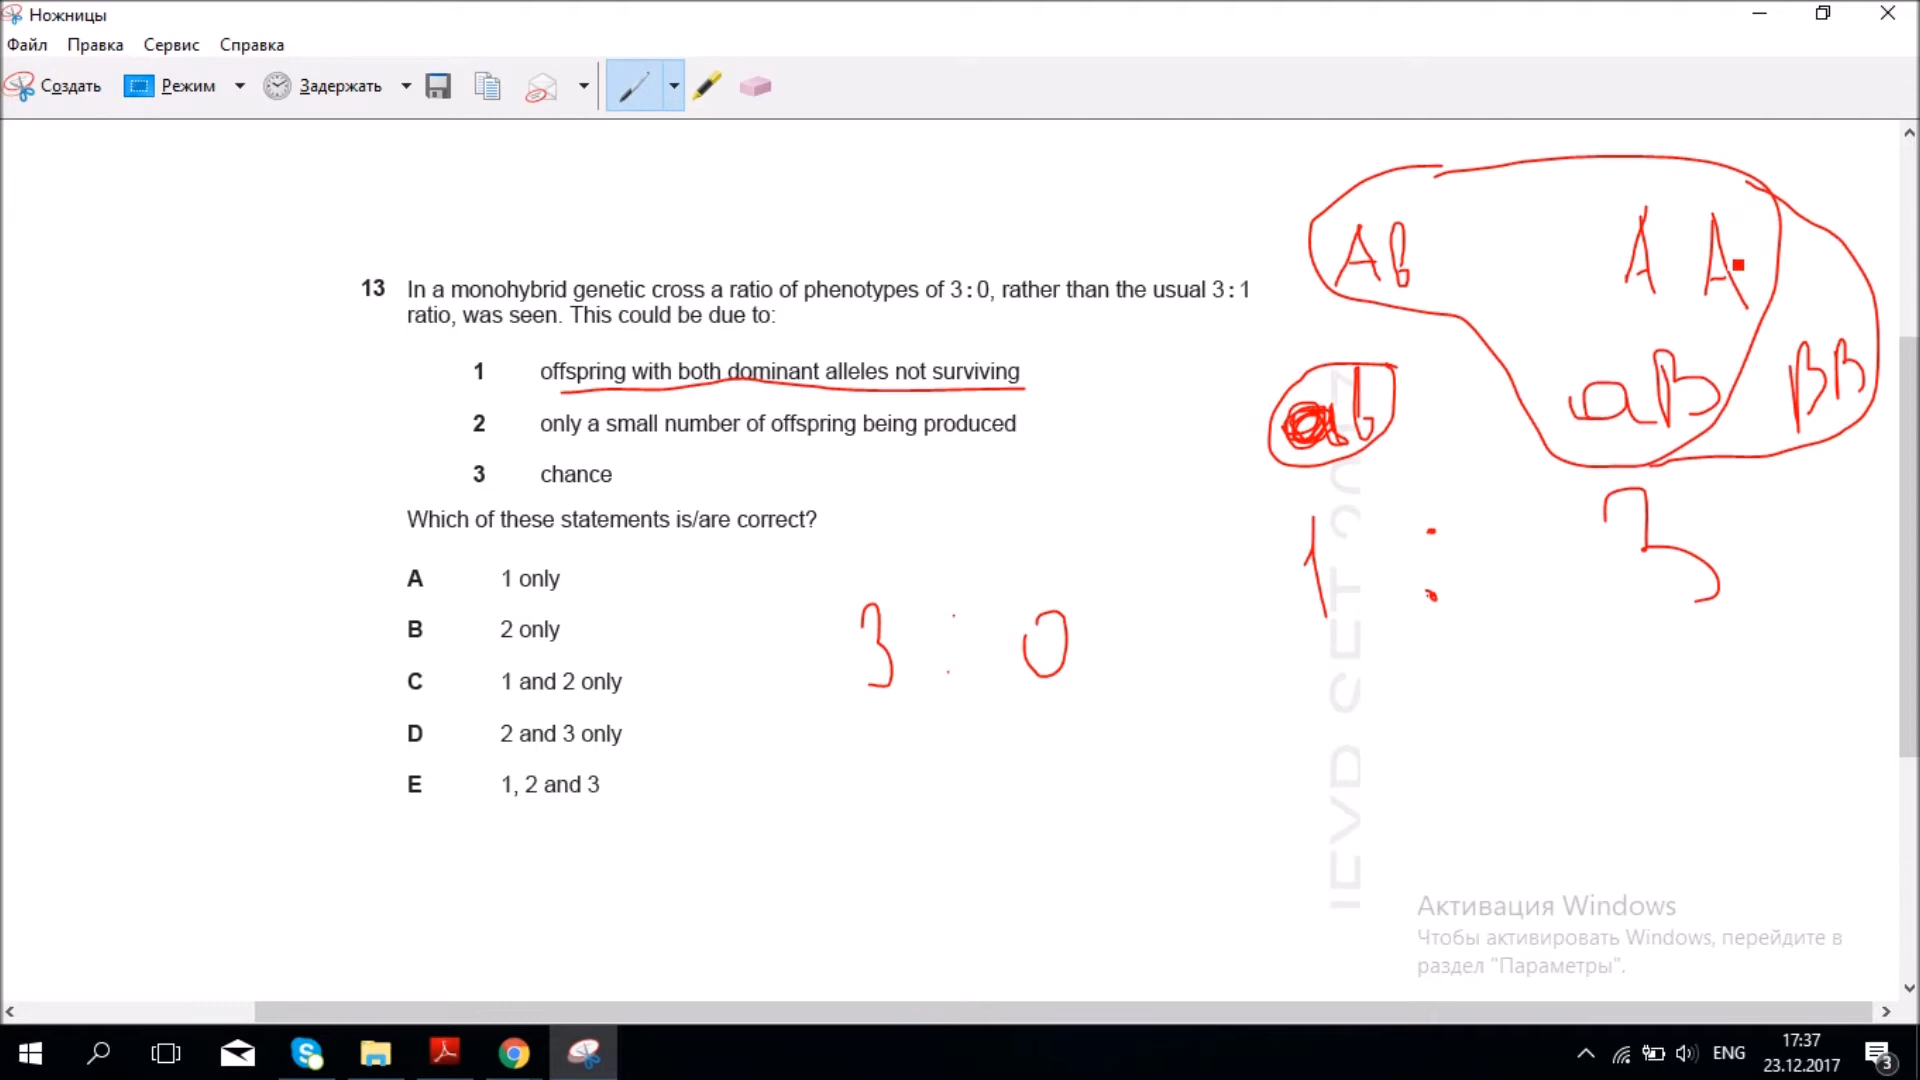 Ножницы
Файл Правка Сервис Справка
Создать Режим Задержать
13 In a monohybrid genetic cross a ratio of phenotypes of 3 : 0, rather than the usual 3 : 1
ratio, was seen. This could be due to:
1 offspring with both dominant alleles not surviving
2 only a small number of offspring being produced
3 chance
Which of these statements is/are correct?
A 1 only
B 2 only
C 1 and 2 only
D 2 and 3 only
E 1, 2 and 3
3 : 0
Ab A A
ab aB BB
1 : 3
Активация Windows
Чтобы активировать Windows, перейдите в
раздел "Параметры".
ENG
17:37
23.12.2017
3